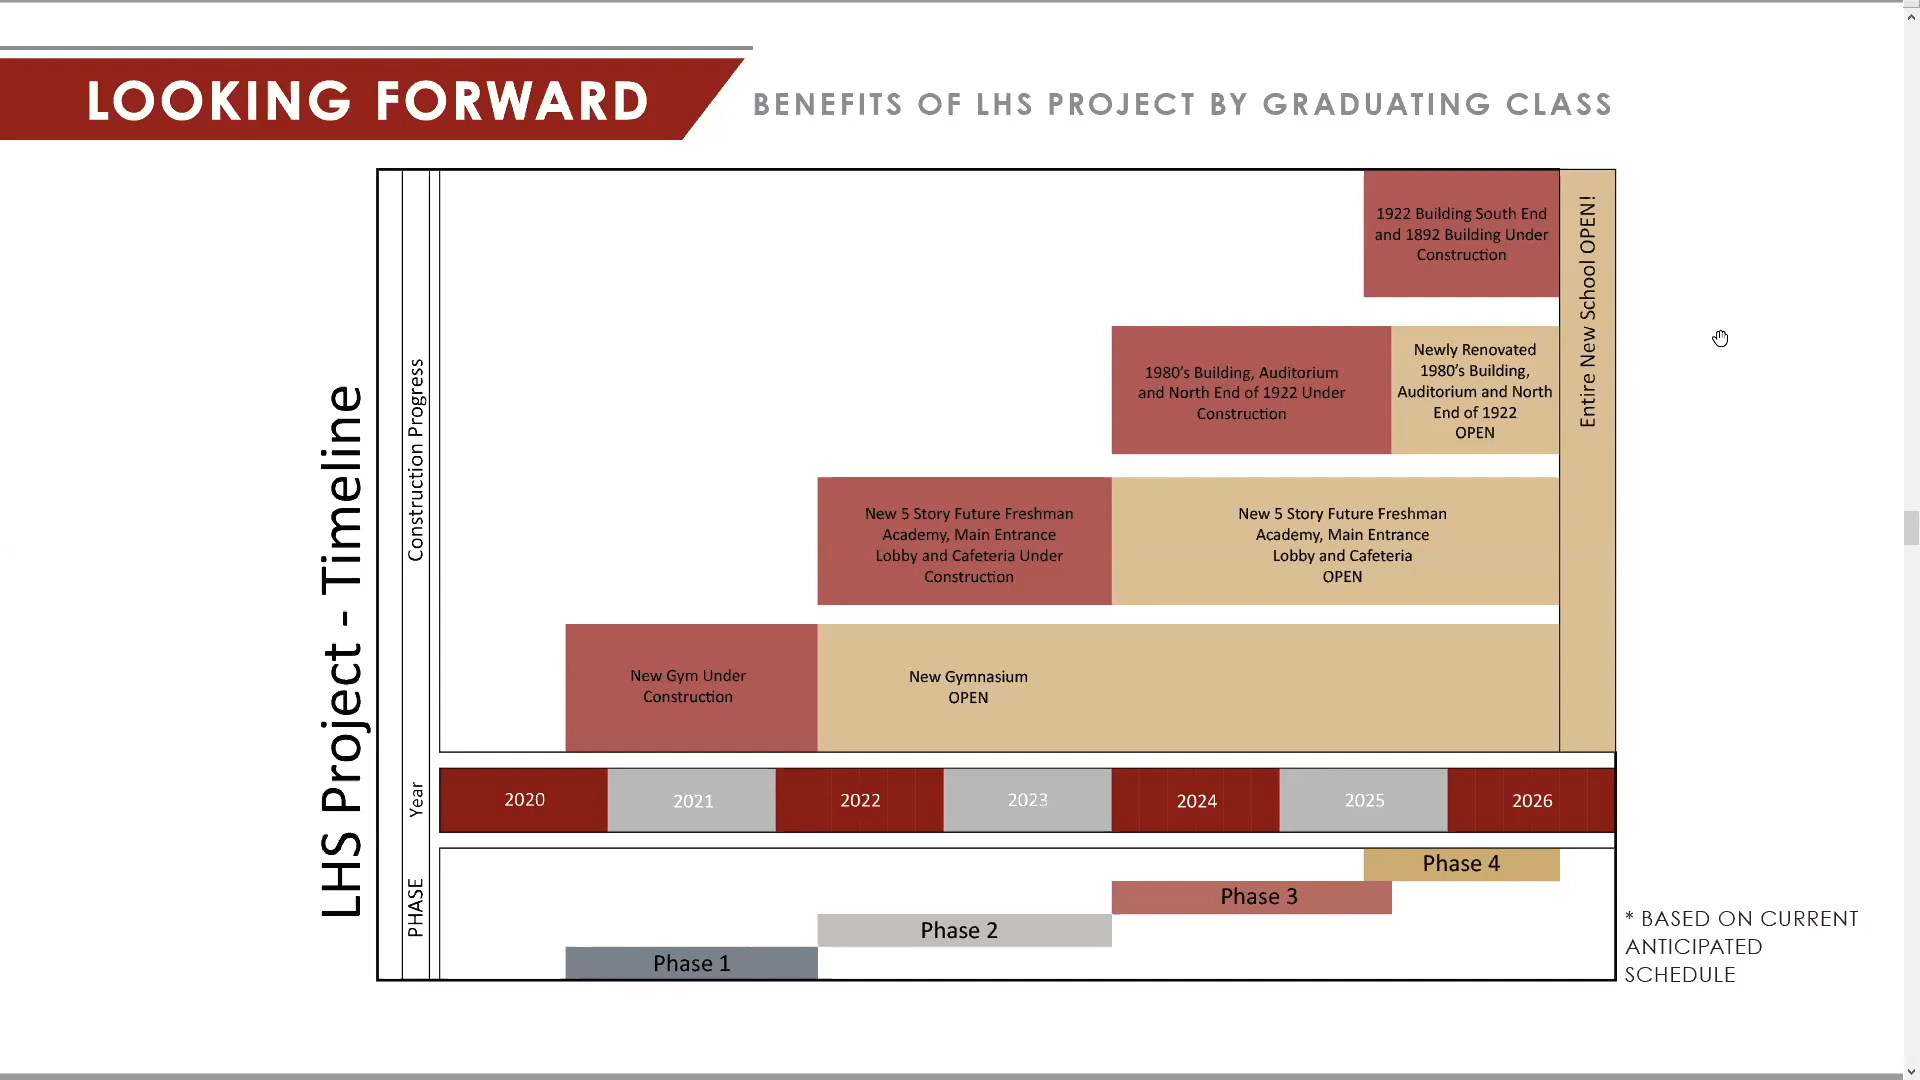 LOOKING FORWARD
BENEFITS OF LHS PROJECT BY GRADUATING CLASS
LHS Project - Timeline
Construction Progress
1922 Building South End
and 1892 Building Under
Construction
Entire New School OPEN!
1980's Building, Auditorium
and North End of 1922 Under
Construction
Newly Renovated
1980's Building,
Auditorium and North
End of 1922
OPEN
New 5 Story Future Freshman
Academy, Main Entrance
Lobby and Cafeteria Under
Construction
New 5 Story Future Freshman
Academy, Main Entrance
Lobby and Cafeteria
OPEN
New Gym Under
Construction
New Gymnasium
OPEN
Year
2020
2021
2022
2023
2024
2025
2026
PHASE
Phase 4
Phase 3
Phase 2
Phase 1
* BASED ON CURRENT
ANTICIPATED
SCHEDULE